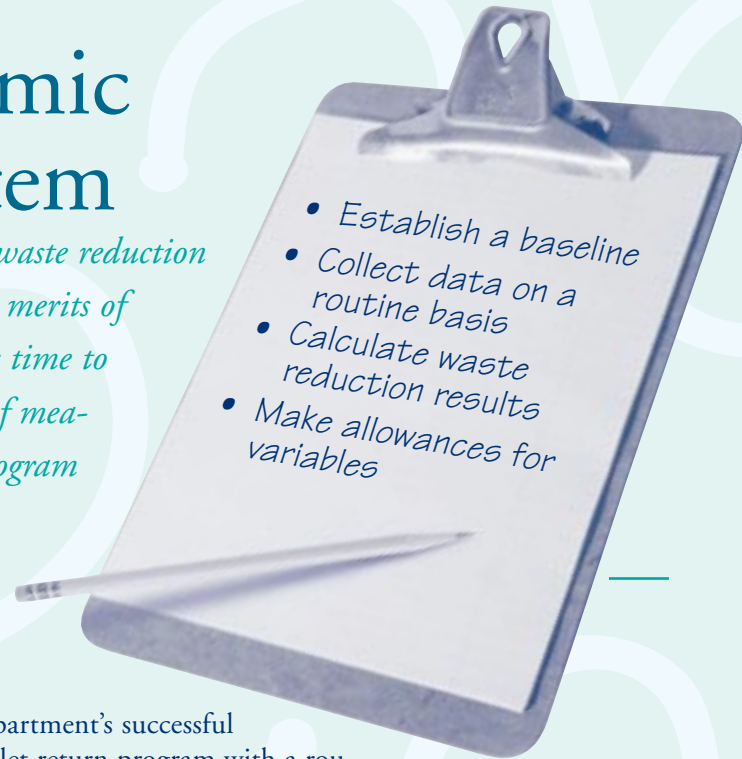 mic
tem
waste reduction
merits of
time to
f mea-
ogram
• Establish a baseline
• Collect data on a
routine basis
• Calculate waste
reduction results
• Make allowances for
variables
partment's successful
let return program with a rou-